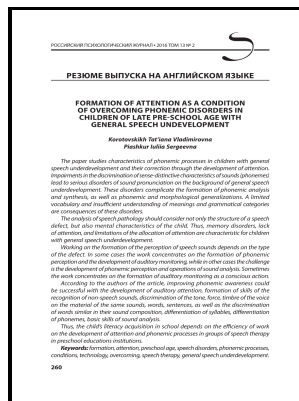 РОССИЙСКИЙ ПСИХОЛОГИЧЕСКИЙ ЖУРНАЛ • 2016 ТОМ 13 № 2
РЕЗЮМЕ ВЫПУСКА НА АНГЛИЙСКОМ ЯЗЫКЕ
FORMATION OF ATTENTION AS A CONDITION
OF OVERCOMING PHONEMIC DISORDERS IN
CHILDREN OF LATE PRE-SCHOOL AGE WITH
GENERAL SPEECH UNDEVELOPMENT
Korotovskikh Tat'iana Vladimirovna
Piashkur Iuliia Sergeevna
The paper studies characteristics of phonemic processes in children with general
speech underdevelopment and their correction through the development of attention.
Impairments in the discrimination of sense-distinctive characteristics of sounds (phonemes)
lead to serious disorders of sound pronunciation on the background of general speech
underdevelopment. These disorders complicate the formation of phonemic analysis
and synthesis, as well as phonemic and morphological generalizations. A limited
vocabulary and insufficient understanding of meanings and grammatical categories
are consequences of these disorders.
The analysis of speech pathology should consider not only the structure of a speech
defect, but also mental characteristics of the child. Thus, memory disorders, lack
of attention, and limitations of the allocation of attention are characteristic for children
with general speech underdevelopment.
Working on the formation of the perception of speech sounds depends on the type
of the defect. In some cases the work concentrates on the formation of phonemic
perception and the development of auditory monitoring, while in other cases the challenge
is the development of phonemic perception and operations of sound analysis. Sometimes
the work concentrates on the formation of auditory monitoring as a conscious action.
According to the authors of the article, improving phonemic awareness could
be successful with the development of auditory attention, formation of skills of the
recognition of non-speech sounds, discrimination of the tone, force, timbre of the voice
on the material of the same sounds, words, sentences, as well as the discrimination
of words similar in their sound composition, differentiation of syllables, differentiation
of phonemes, basic skills of sound analysis.
Thus, the child's literacy acquisition in school depends on the efficiency of work
on the development of attention and phonemic processes in groups of speech therapy
in preschool educations institutions.
Keywords: formation, attention, preschool age, speech disorders, phonemic processes,
conditions, technology, overcoming, speech therapy, general speech underdevelopment.
260